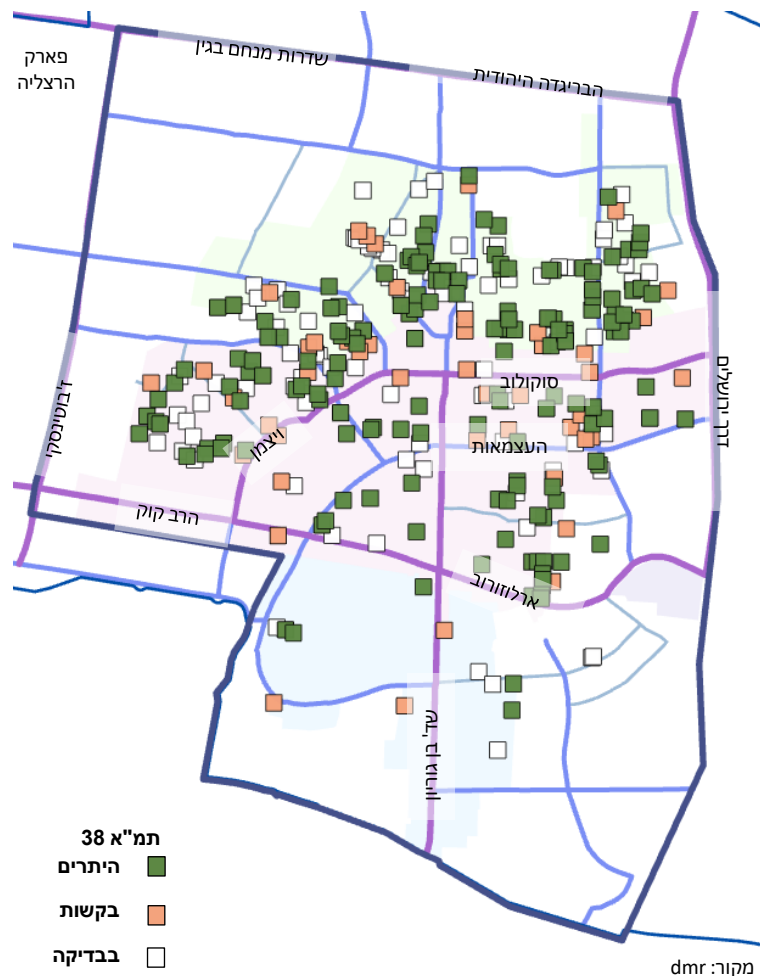 שדרות מנחם בגין
פארק
הרצליה
הבריגדה היהודית
דרך ירושלים
ז'בוטינסקי
סוקולוב
ויצמן
העצמאות
הרב קוק
ארלוזורוב
שד' בן גוריון
תמ"א 38
היתרים
בקשות
בבדיקה
מקור: dmr